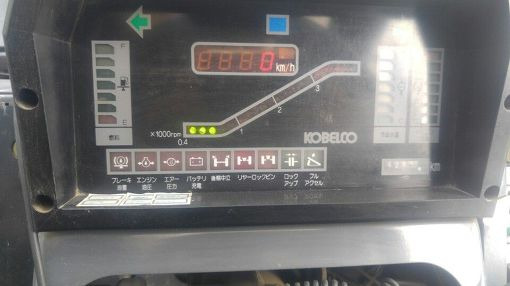 F
0 km/h
3
2
1
×1000rpm
0.4
E
燃料
KOBELCO
km
ブレーキ エンジン エアー バッテリ 後輪中立 リヤーロックピン ロック フル
油圧 圧力 充電 アップ アクセル